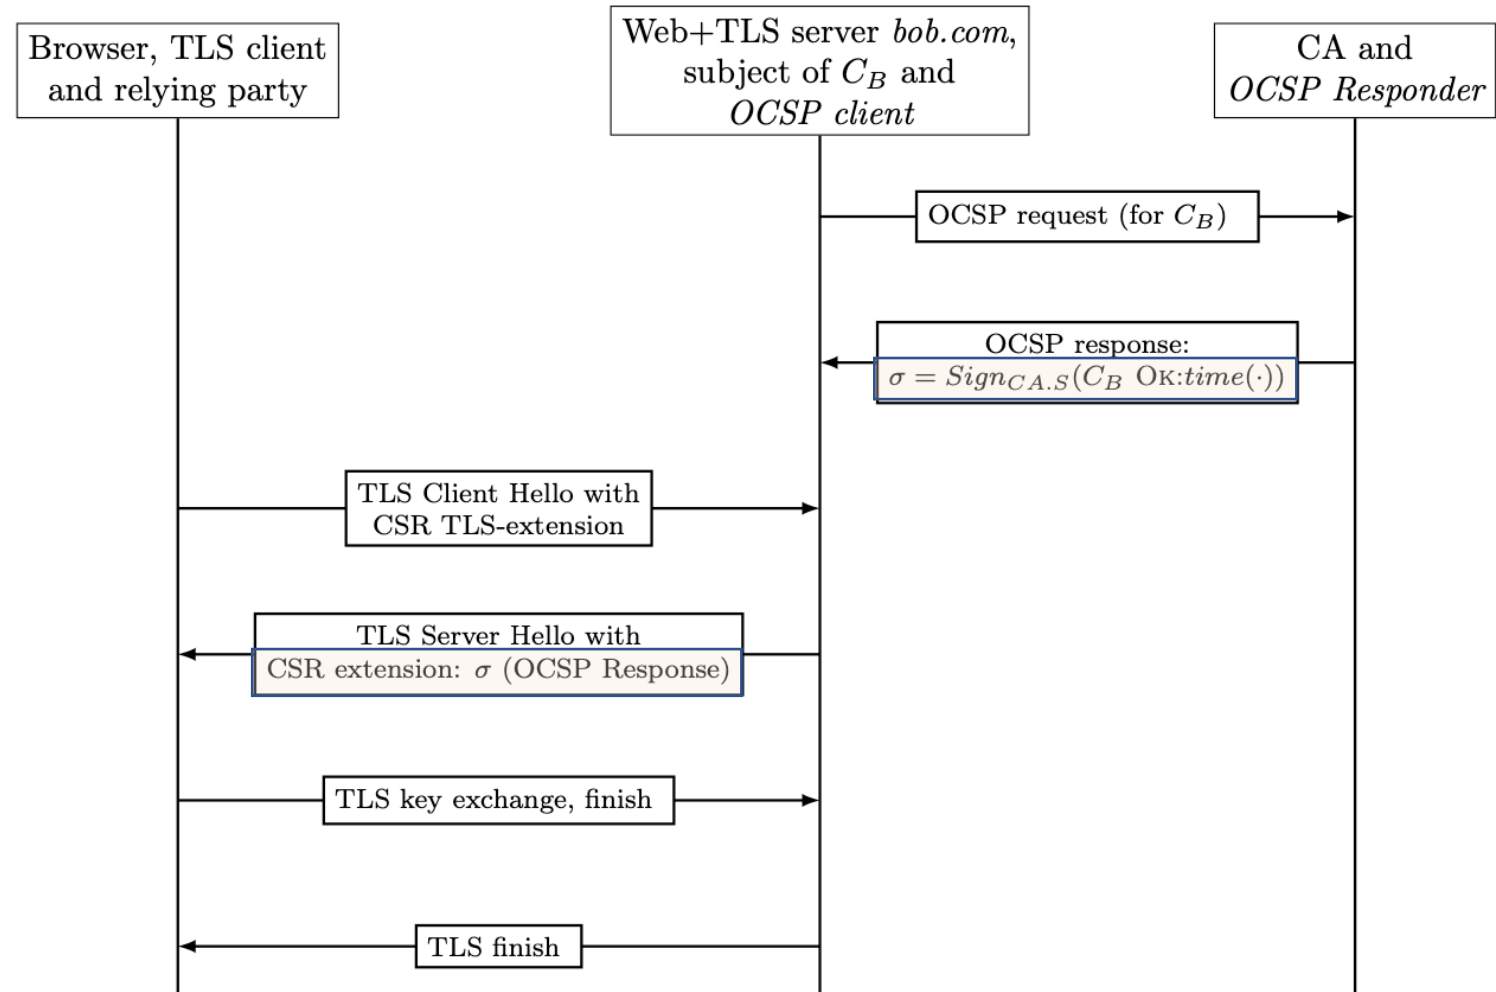 Browser, TLS client
and relying party
Web+TLS server bob.com,
subject of C_B and
OCSP client
CA and
OCSP Responder
OCSP request (for C_B)
OCSP response:
σ = Sign_{CA.S}(C_B OK:time(·))
TLS Client Hello with
CSR TLS-extension
TLS Server Hello with
CSR extension: σ (OCSP Response)
TLS key exchange, finish
TLS finish